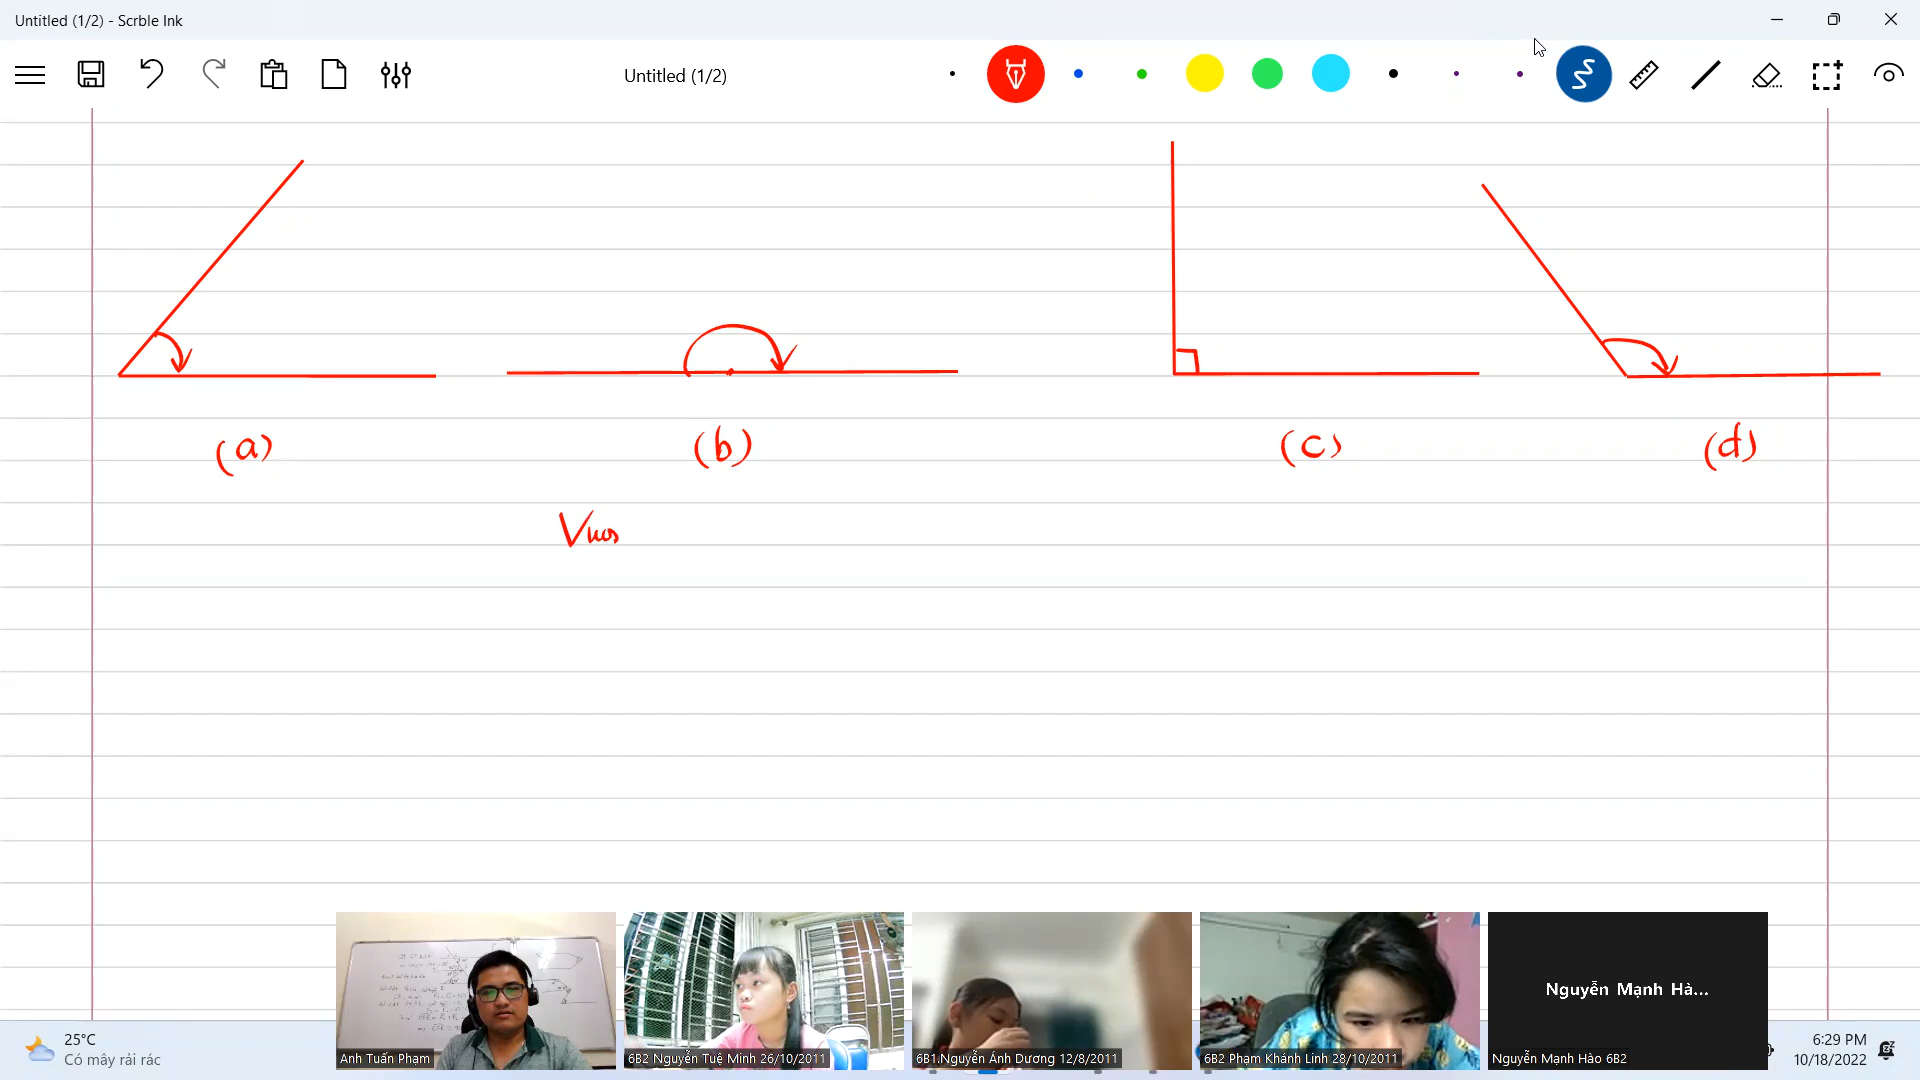 Untitled (1/2) - Scrble Ink
Untitled (1/2)
(a)
(b)
(c)
(d)
Anh Tuấn Phạm
6B2 Nguyễn Tuệ Minh 26/10/2011
6B1.Nguyễn Ánh Dương 12/8/2011
6B2 Phạm Khánh Linh 28/10/2011
Nguyễn Mạnh Hà...
Nguyễn Mạnh Hào 6B2
25°C
Có mây rải rác
6:29 PM
10/18/2022